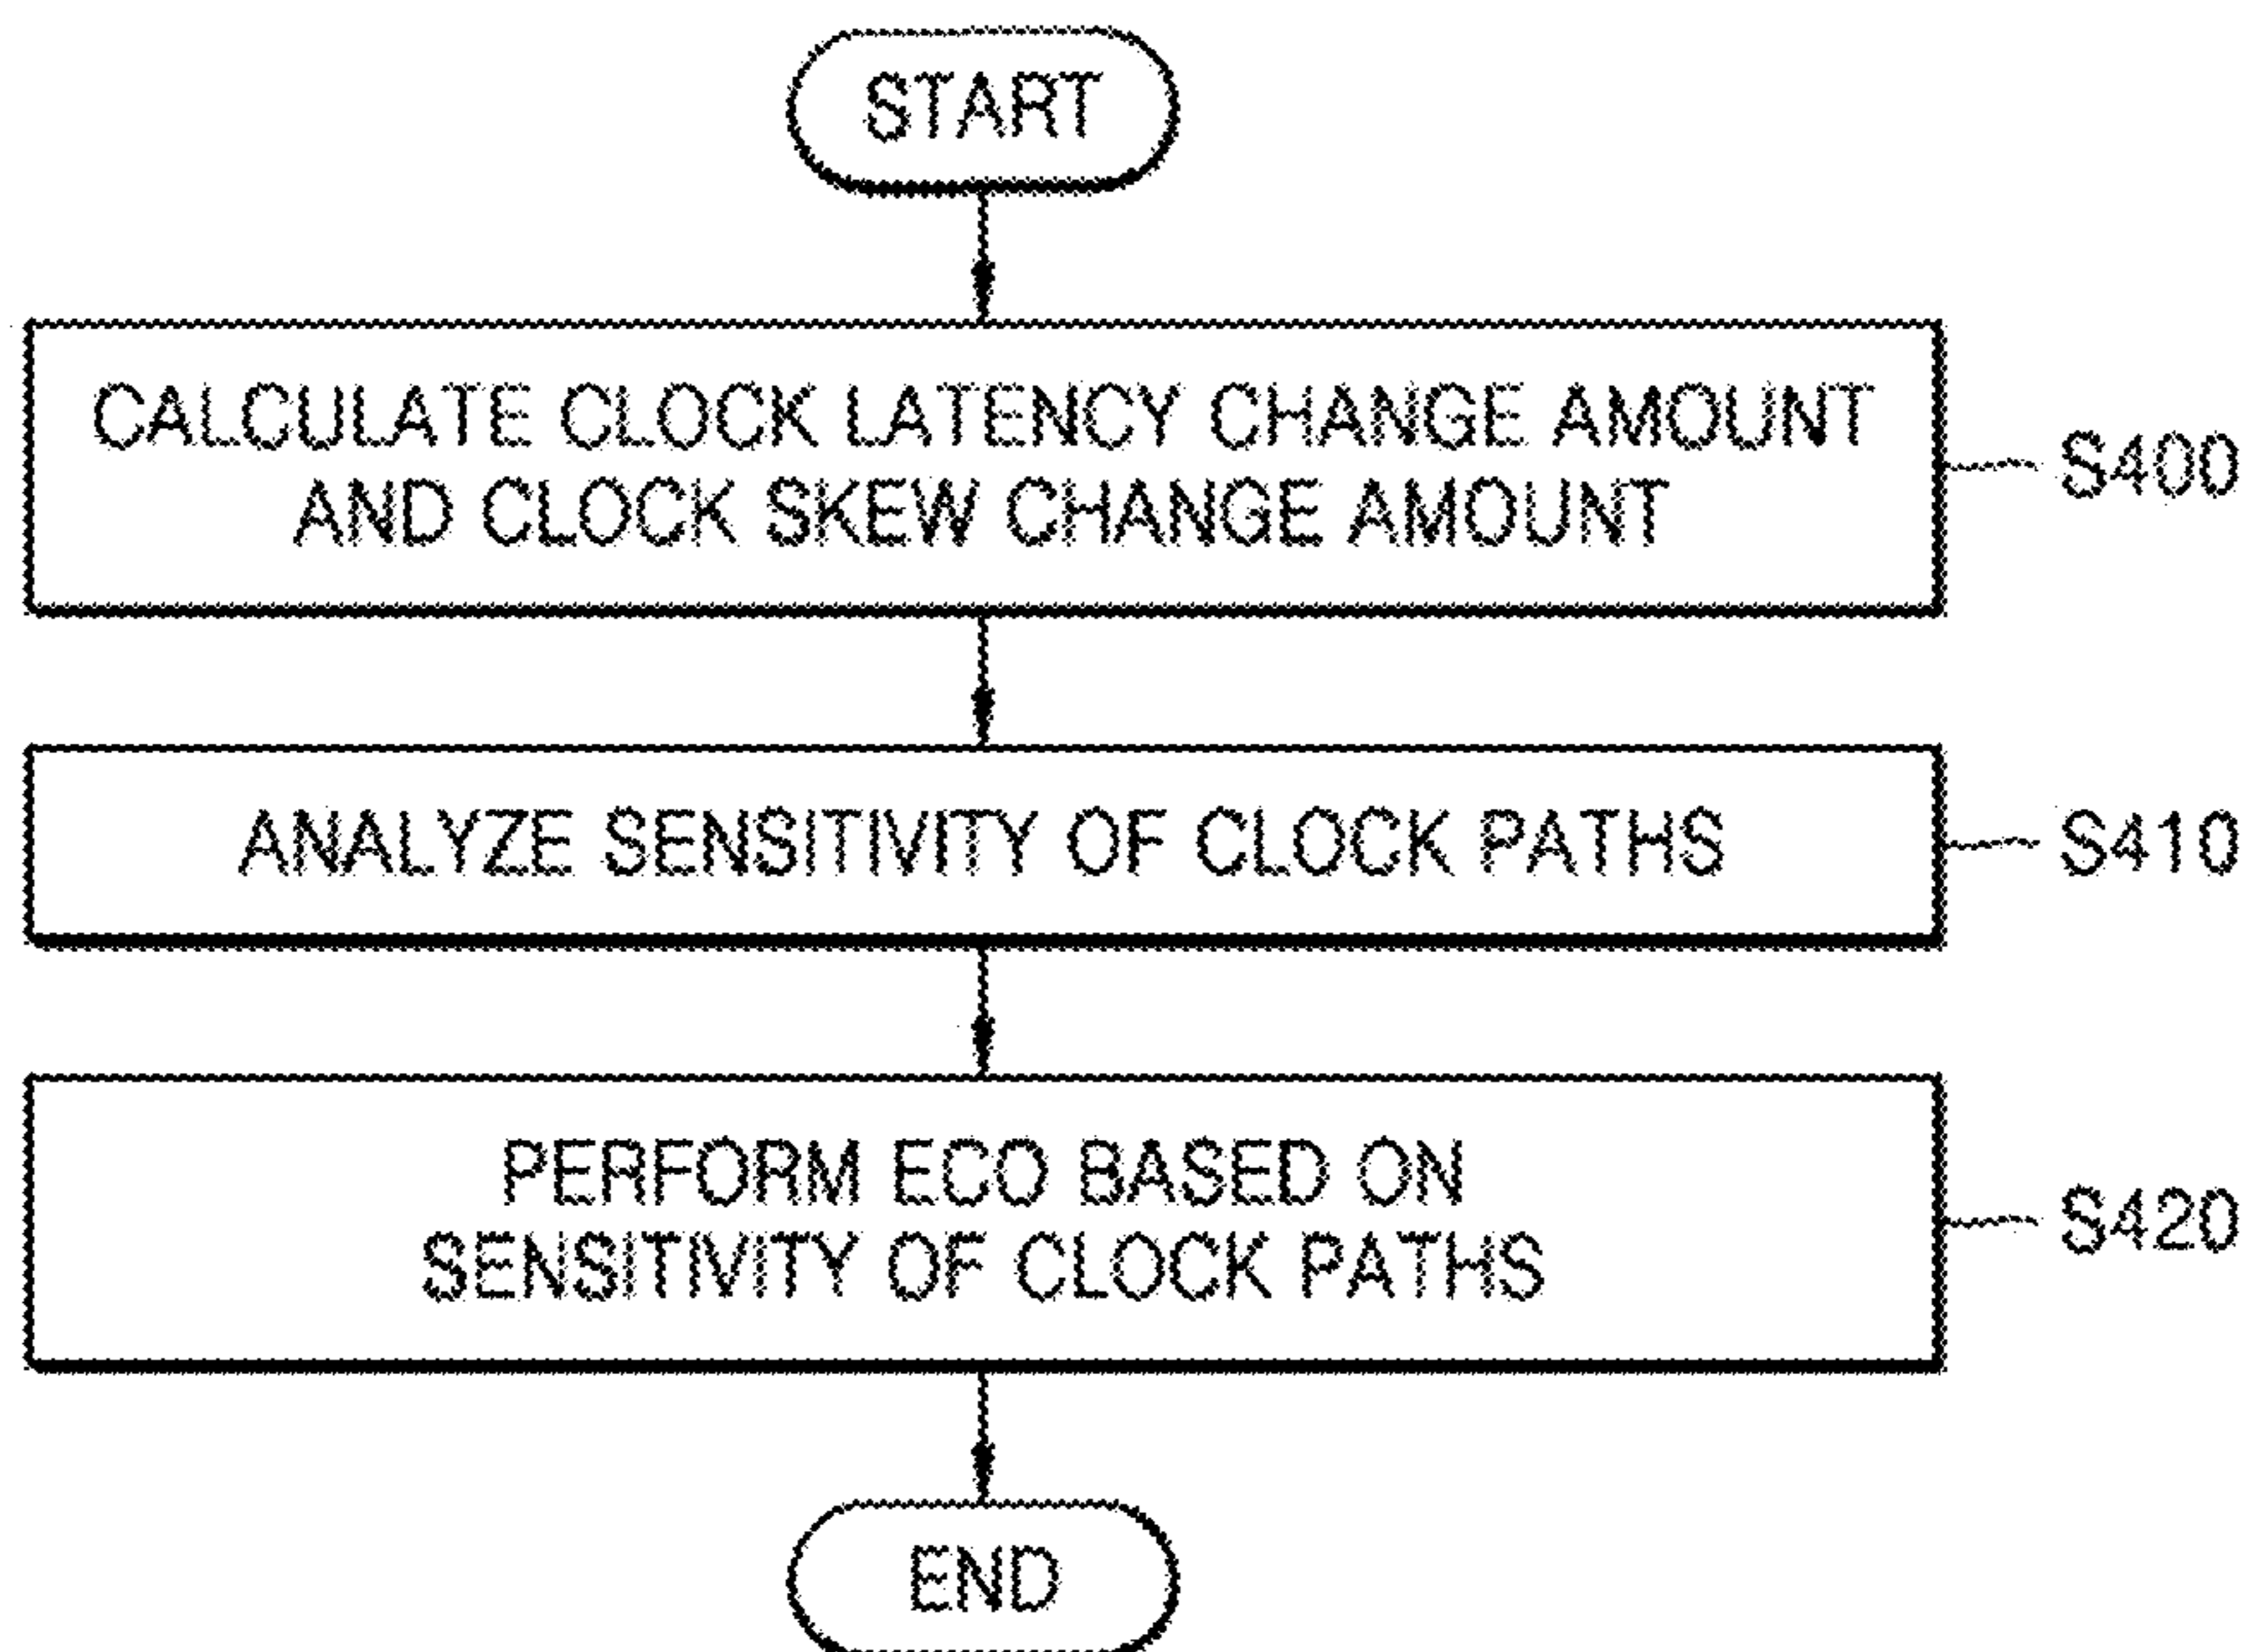 START
CALCULATE CLOCK LATENCY CHANGE AMOUNT
AND CLOCK SKEW CHANGE AMOUNT
S400
ANALYZE SENSITIVITY OF CLOCK PATHS
S410
PERFORM ECO BASED ON
SENSITIVITY OF CLOCK PATHS
S420
END